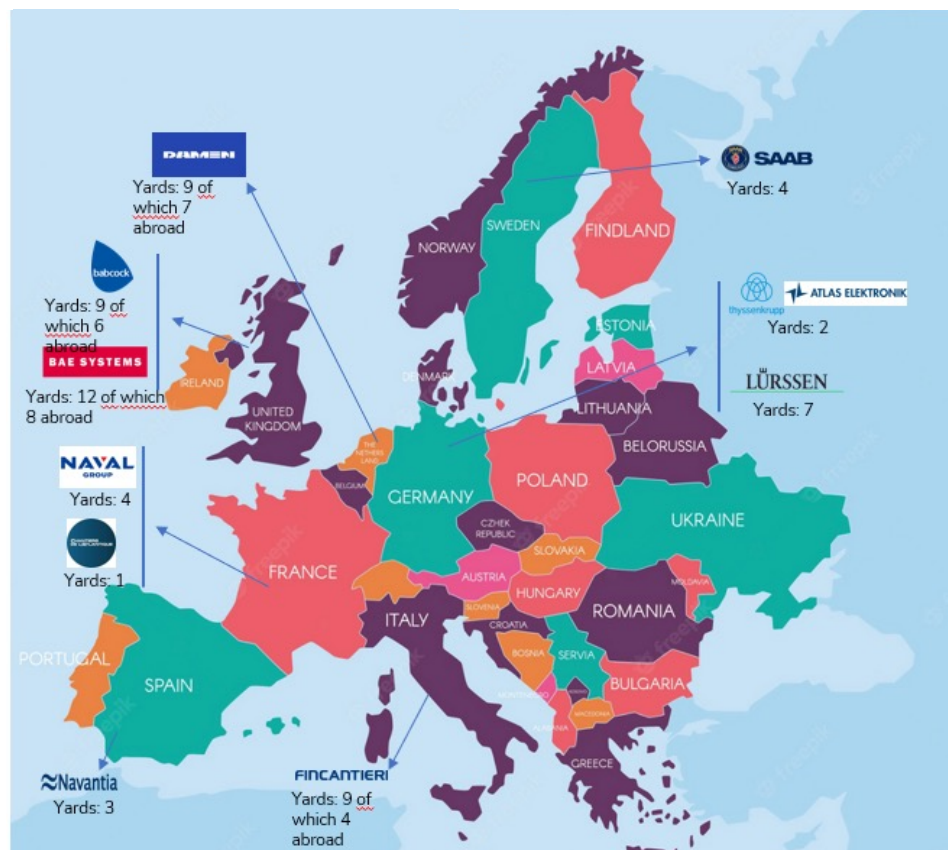 DAMEN
Yards: 9 of
which 7
abroad
babcock
Yards: 9 of
which 6
abroad
BAE SYSTEMS
Yards: 12 of which
8 abroad
NAVAL
GROUP
Yards: 4
Yards: 1
Navantia
Yards: 3
FINCANTIERI
Yards: 9 of
which 4
abroad
SAAB
Yards: 4
thyssenkrupp
ATLAS ELEKTRONIK
Yards: 2
LÜRSSEN
Yards: 7
NORWAY
SWEDEN
FINDLAND
ESTONIA
LATVIA
LITHUANIA
BELORUSSIA
DENMARK
IRELAND
UNITED
KINGDOM
THE
NETHERS
LAND
BELGIUM
GERMANY
POLAND
CZHEK
REPUBLIC
SLOVAKIA
UKRAINE
FRANCE
AUSTRIA
HUNGARY
MOLDAVIA
ROMANIA
ITALY
SLOVENIA
CROATIA
BOSNIA
SERVIA
BULGARIA
MACEDONIA
ALBANIA
GREECE
PORTUGAL
SPAIN
freepik